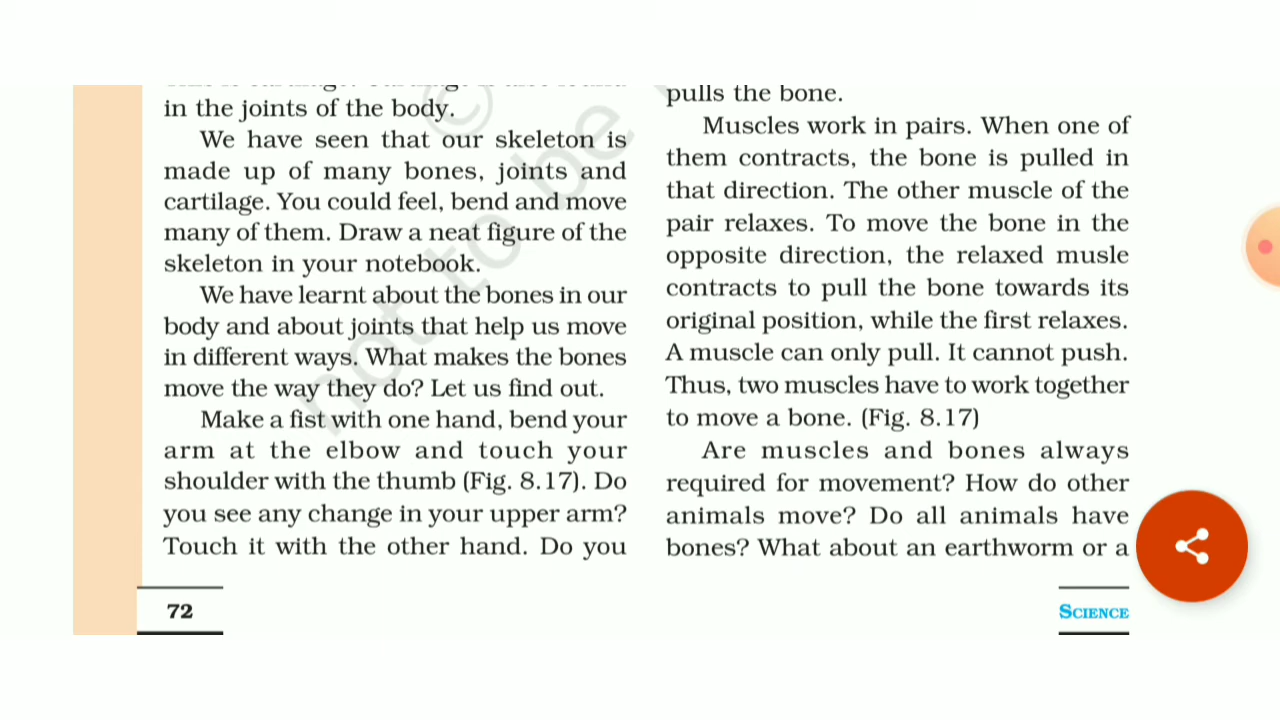 in the joints of the body.
We have seen that our skeleton is
made up of many bones, joints and
cartilage. You could feel, bend and move
many of them. Draw a neat figure of the
skeleton in your notebook.
We have learnt about the bones in our
body and about joints that help us move
in different ways. What makes the bones
move the way they do? Let us find out.
Make a fist with one hand, bend your
arm at the elbow and touch your
shoulder with the thumb (Fig. 8.17). Do
you see any change in your upper arm?
Touch it with the other hand. Do you
pulls the bone.
Muscles work in pairs. When one of
them contracts, the bone is pulled in
that direction. The other muscle of the
pair relaxes. To move the bone in the
opposite direction, the relaxed musle
contracts to pull the bone towards its
original position, while the first relaxes.
A muscle can only pull. It cannot push.
Thus, two muscles have to work together
to move a bone. (Fig. 8.17)
Are muscles and bones always
required for movement? How do other
animals move? Do all animals have
bones? What about an earthworm or a
72
SCIENCE
©
not to be